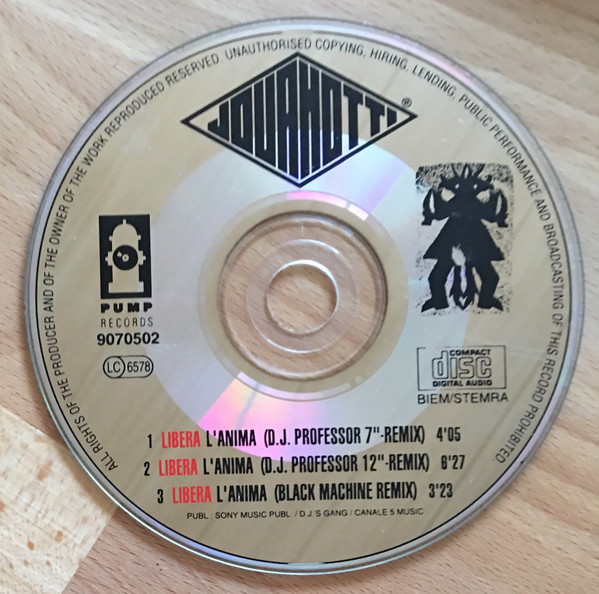 ALL RIGHTS OF THE PRODUCER AND OF THE OWNER OF THE WORK REPRODUCED RESERVED. UNAUTHORISED COPYING, HIRING, LENDING, PUBLIC PERFORMANCE AND BROADCASTING OF THIS RECORD PROHIBITED.
JOVANOTTI ®
PUMP
RECORDS
9070502
LC 6578
COMPACT
disc
DIGITAL AUDIO
BIEM/STEMRA
1 LIBERA L'ANIMA (D.J. PROFESSOR 7"-REMIX) 4'05
2 LIBERA L'ANIMA (D.J. PROFESSOR 12"-REMIX) 6'27
3 LIBERA L'ANIMA (BLACK MACHINE REMIX) 3'23
PUBL.: SONY MUSIC PUBL. / D.J.'S GANG / CANALE 5 MUSIC